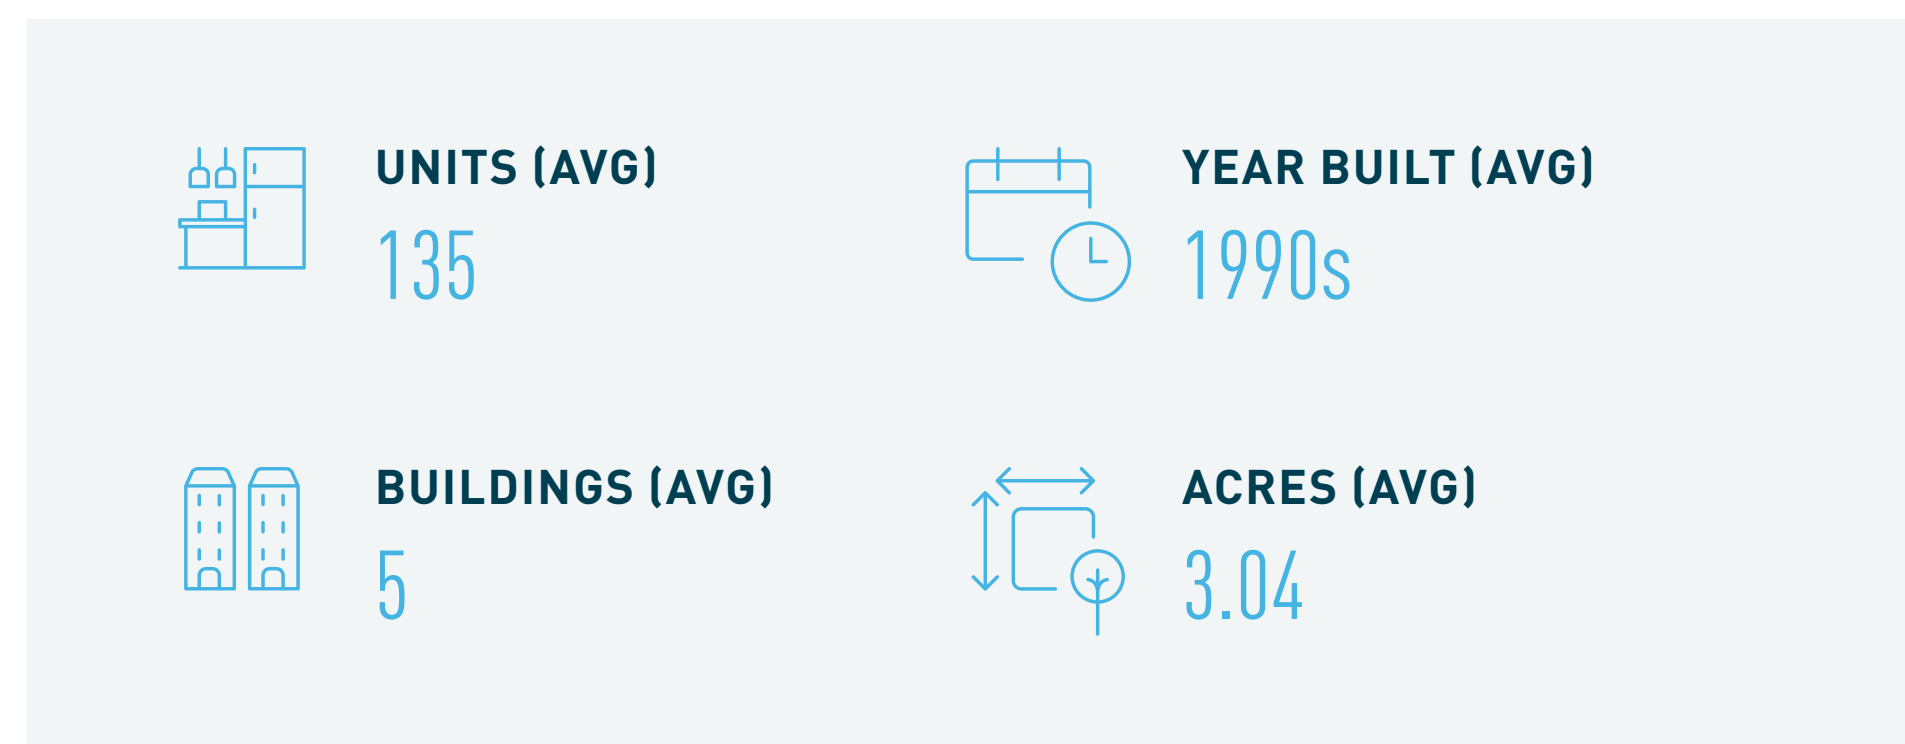 UNITS (AVG)
135
YEAR BUILT (AVG)
1990s
BUILDINGS (AVG)
5
ACRES (AVG)
3.04